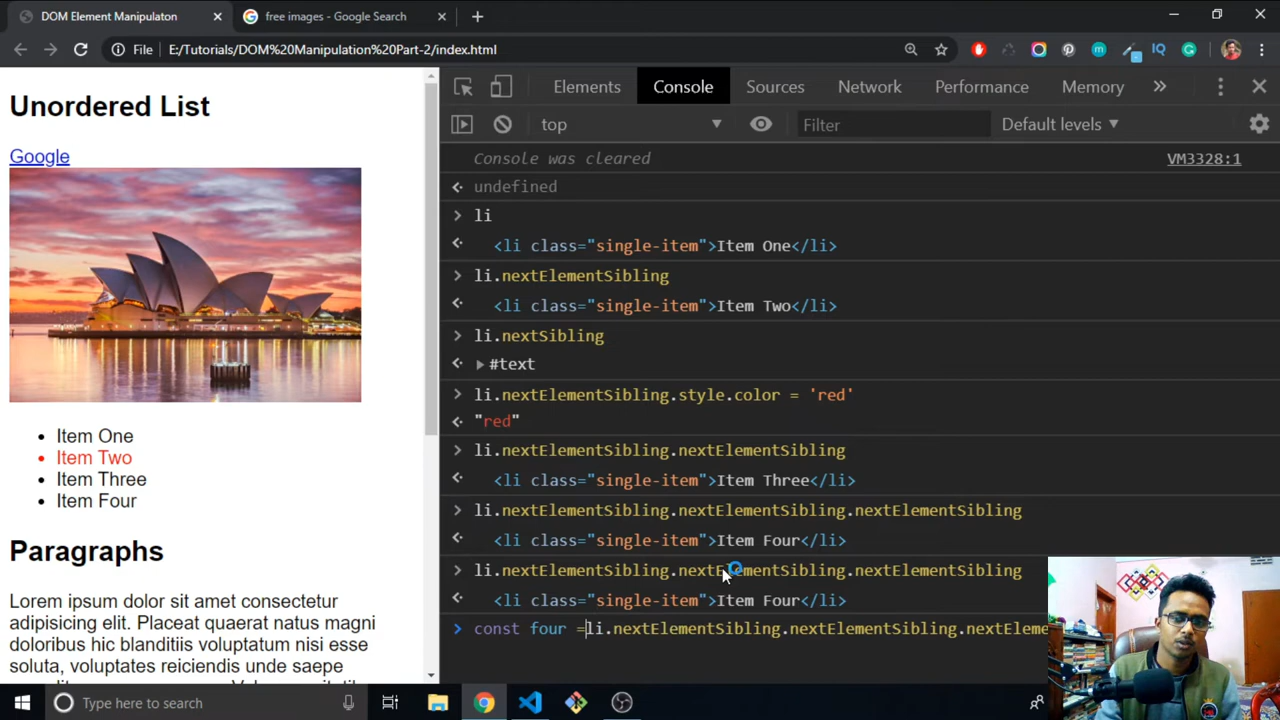 DOM Element Manipulaton
free images - Google Search
File
E:/Tutorials/DOM%20Manipulation%20Part-2/index.html
IQ
Unordered List
Google
Item One
Item Two
Item Three
Item Four
Paragraphs
Lorem ipsum dolor sit amet consectetur
adipisicing elit. Placeat quaerat natus magni
doloribus hic blanditiis voluptatum nisi esse
soluta, voluptates reiciendis unde saepe
Elements
Console
Sources
Network
Performance
Memory
top
Filter
Default levels
Console was cleared
VM3328:1
undefined
li
<li class="single-item">Item One</li>
li.nextElementSibling
<li class="single-item">Item Two</li>
li.nextSibling
#text
li.nextElementSibling.style.color = 'red'
"red"
li.nextElementSibling.nextElementSibling
<li class="single-item">Item Three</li>
li.nextElementSibling.nextElementSibling.nextElementSibling
<li class="single-item">Item Four</li>
li.nextElementSibling.nextElementSibling.nextElementSibling
<li class="single-item">Item Four</li>
const four =li.nextElementSibling.nextElementSibling.nextEleme
Type here to search